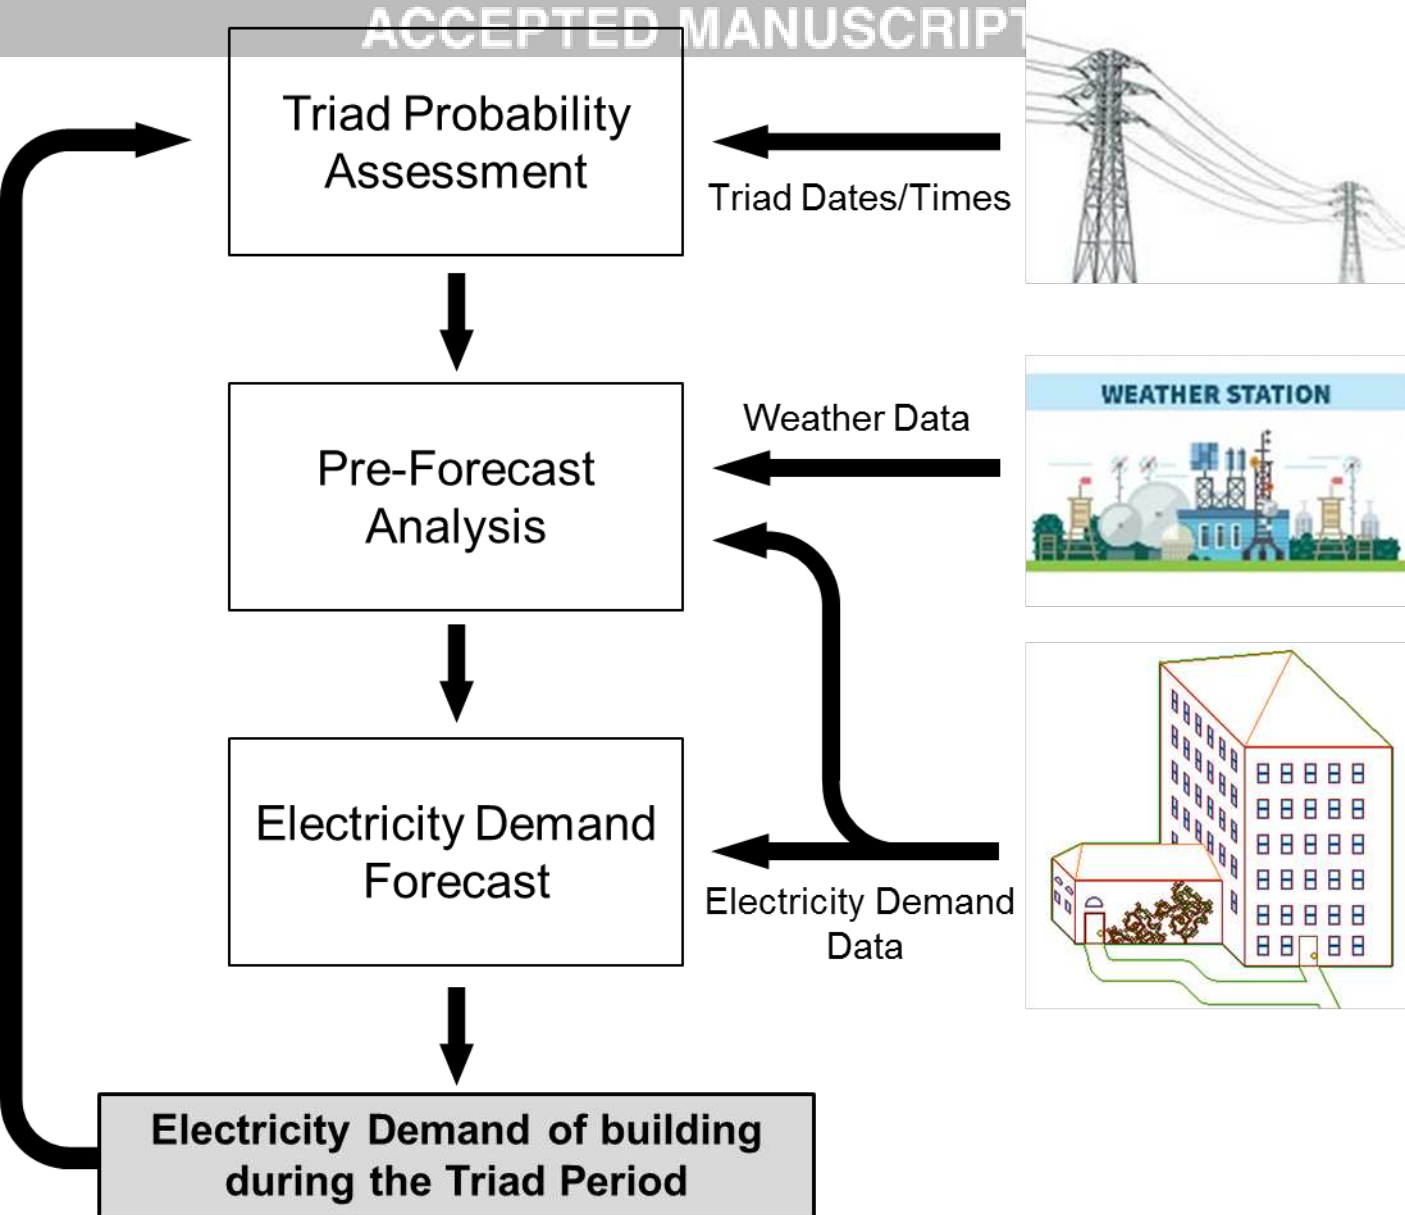 ACCEPTED MANUSCRIPT
Triad Probability
Assessment
Triad Dates/Times
WEATHER STATION
Weather Data
Pre-Forecast
Analysis
Electricity Demand
Forecast
Electricity Demand
Data
Electricity Demand of building
during the Triad Period